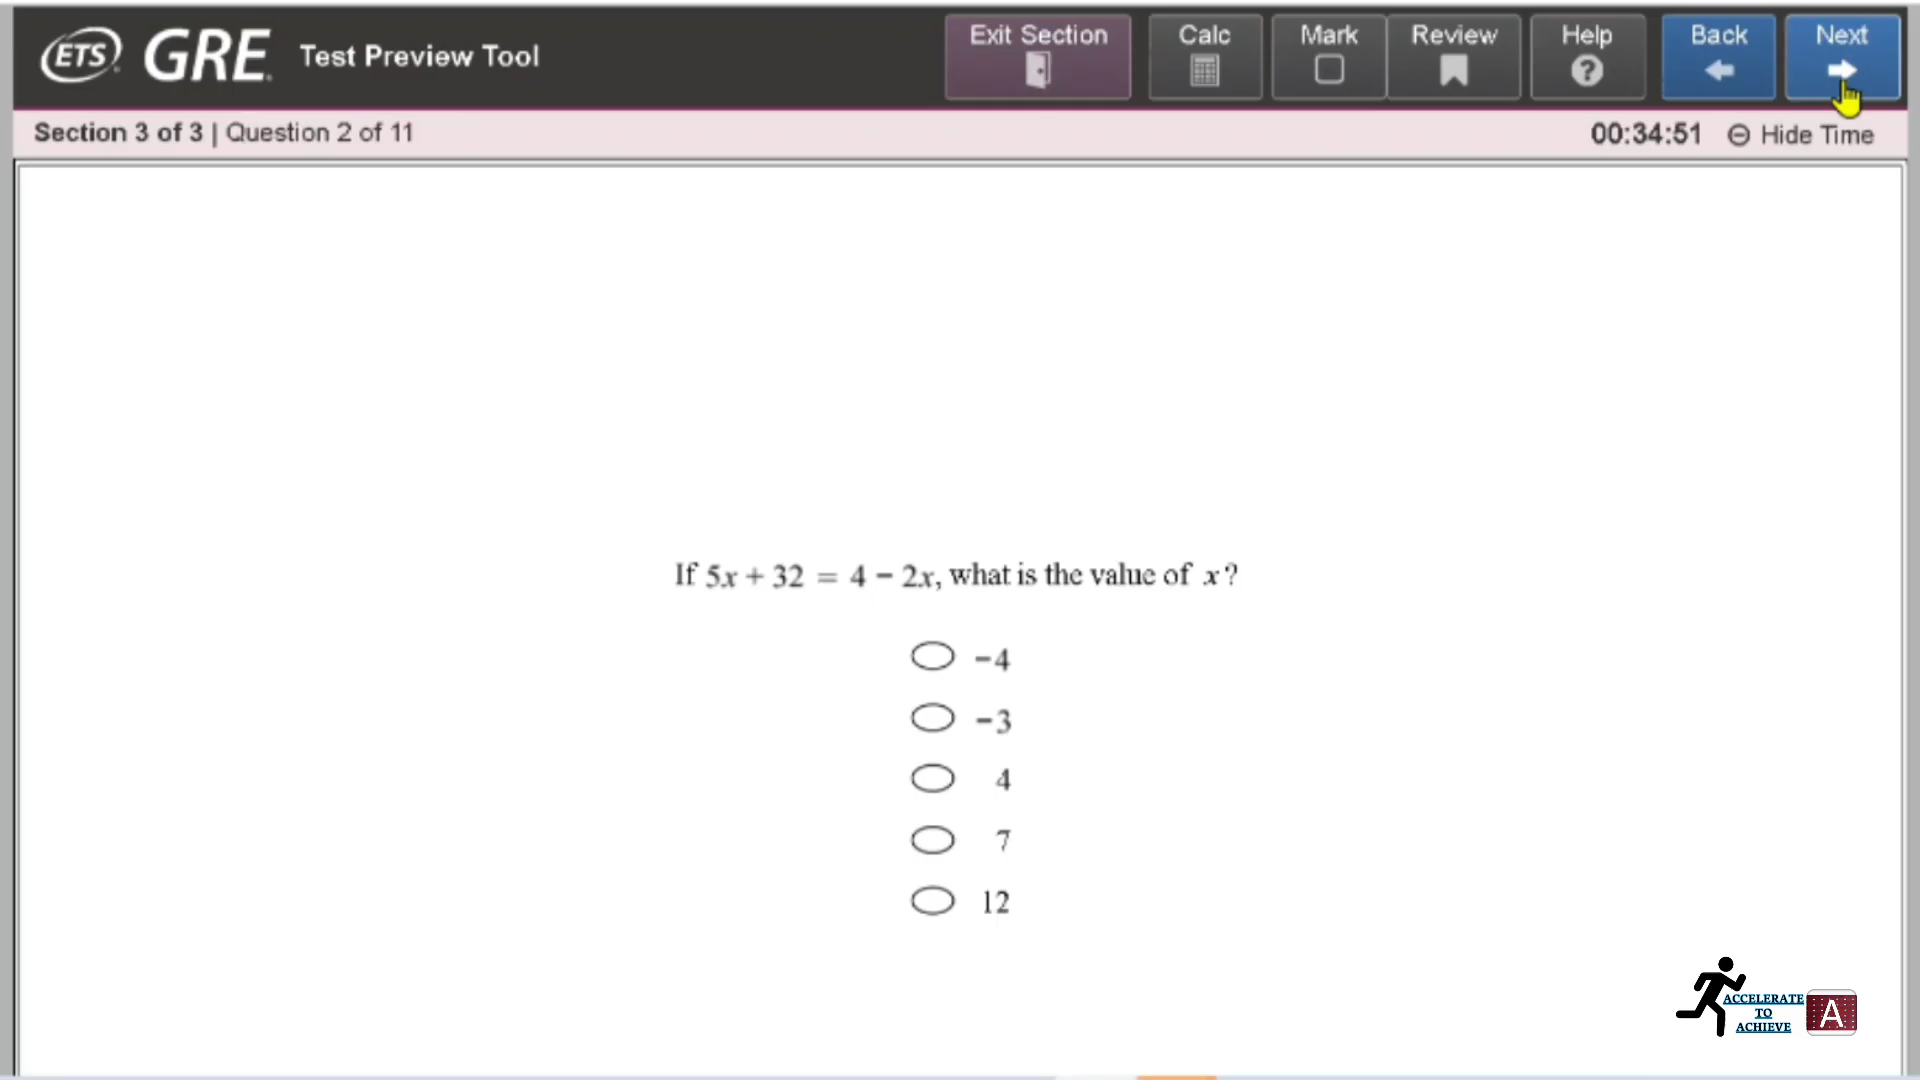 ETS GRE Test Preview Tool
Exit Section Calc Mark Review Help Back Next
Section 3 of 3 | Question 2 of 11
00:34:51 Hide Time
If 5x + 32 = 4 − 2x, what is the value of x?
−4
−3
4
7
12
ACCELERATE
TO
ACHIEVE
A